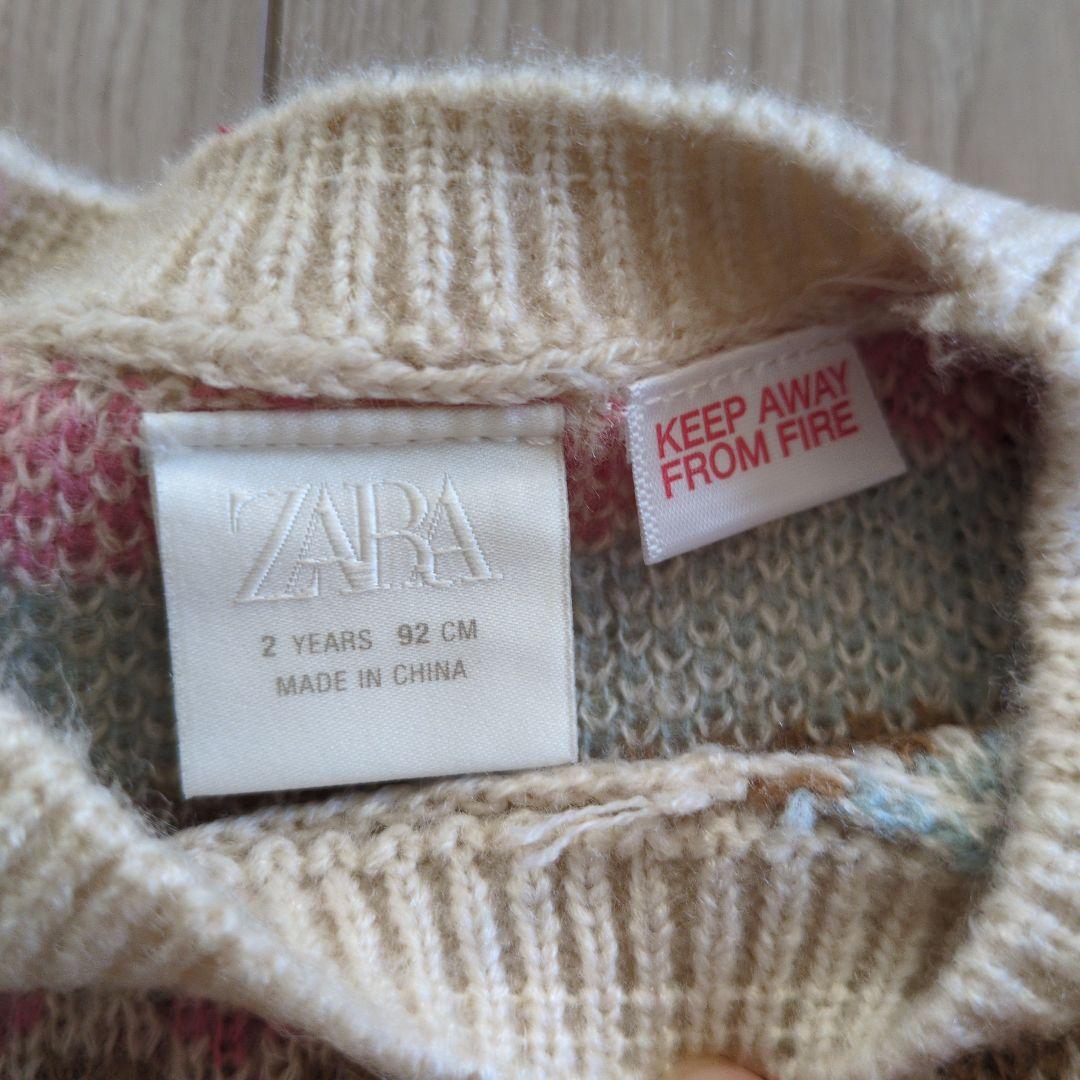 ZARA
2 YEARS 92 CM
MADE IN CHINA
KEEP AWAY
FROM FIRE